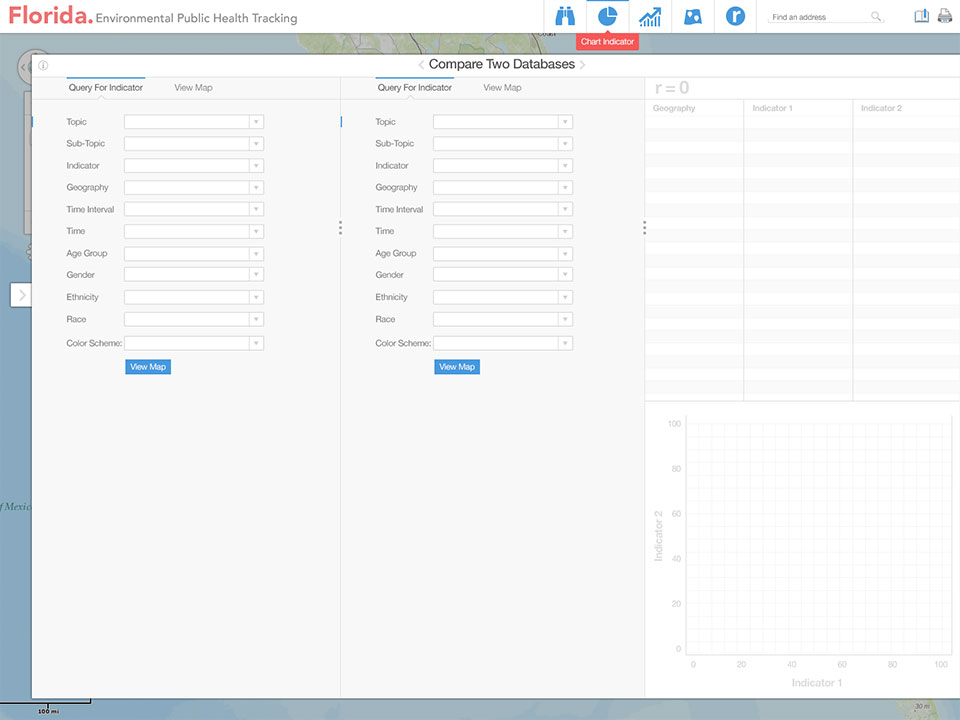 Florida. Environmental Public Health Tracking
Find an address
Chart Indicator
Compare Two Databases
Query For Indicator
View Map
Topic
Sub-Topic
Indicator
Geography
Time Interval
Time
Age Group
Gender
Ethnicity
Race
Color Scheme:
View Map
Query For Indicator
View Map
Topic
Sub-Topic
Indicator
Geography
Time Interval
Time
Age Group
Gender
Ethnicity
Race
Color Scheme:
View Map
r = 0
Geography Indicator 1 Indicator 2
100
80
60
40
20
0
Indicator 2
0 20 40 60 80 100
Indicator 1
of Mexico
100 mi
30 m